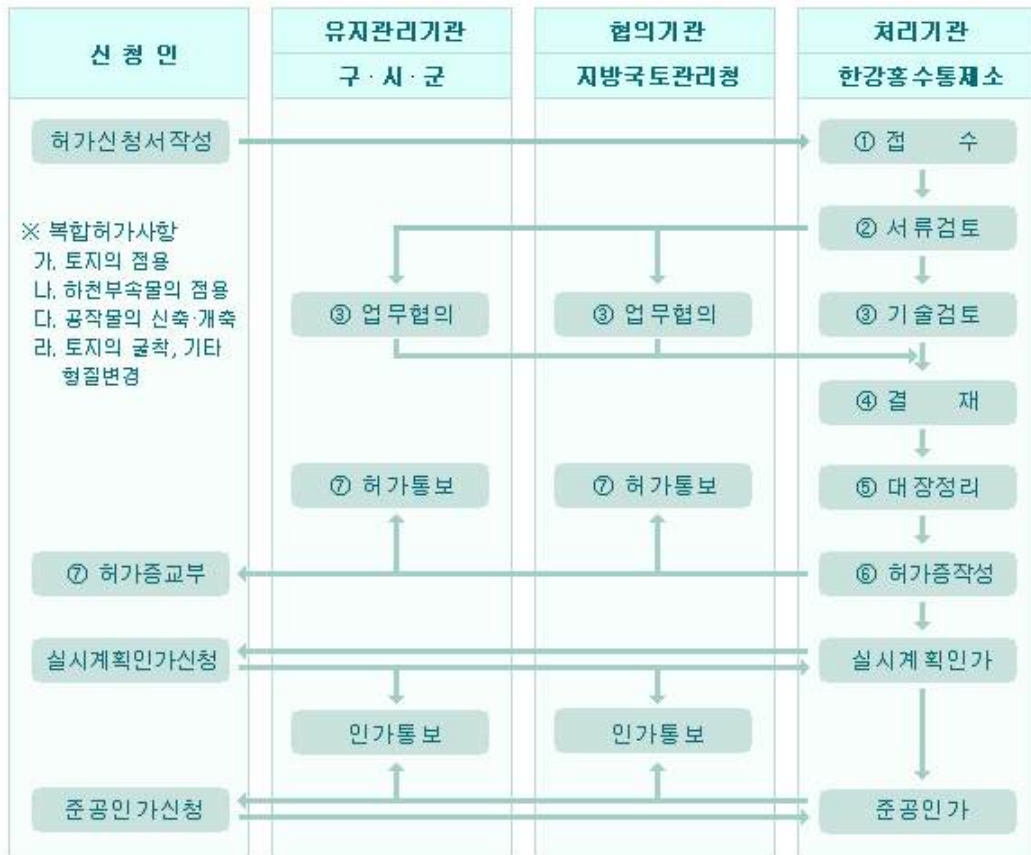 신 청 인
유지관리기관
협의기관
처리기관
구·시·군
지방국토관리청
한강홍수통제소
허가신청서작성
① 접 수
※ 복합허가사항
가, 토지의 점용
나, 하천부속물의 점용
다, 공작물의 신축·개축
라, 토지의 굴착, 기타
형질변경
② 서류검토
③ 업무협의
③ 업무협의
③ 기술검토
④ 결 재
⑦ 허가통보
⑦ 허가통보
⑤ 대장정리
⑦ 허가증교부
⑥ 허가증작성
실시계획인가신청
실시계획인가
인가통보
인가통보
준공인가신청
준공인가